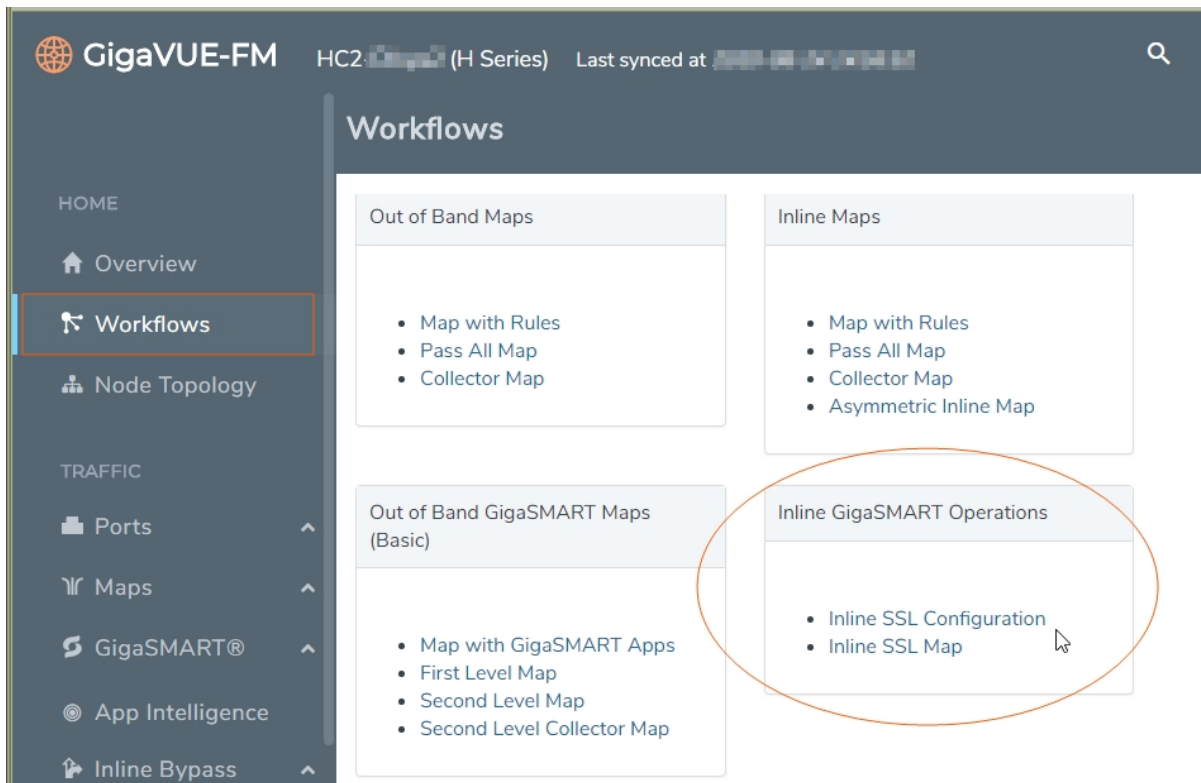 GigaVUE-FM HC2- (H Series) Last synced at
Workflows
HOME
Overview
Workflows
Node Topology
TRAFFIC
Ports
Maps
GigaSMART®
App Intelligence
Inline Bypass
Out of Band Maps
• Map with Rules
• Pass All Map
• Collector Map
Inline Maps
• Map with Rules
• Pass All Map
• Collector Map
• Asymmetric Inline Map
Out of Band GigaSMART Maps
(Basic)
• Map with GigaSMART Apps
• First Level Map
• Second Level Map
• Second Level Collector Map
Inline GigaSMART Operations
• Inline SSL Configuration
• Inline SSL Map